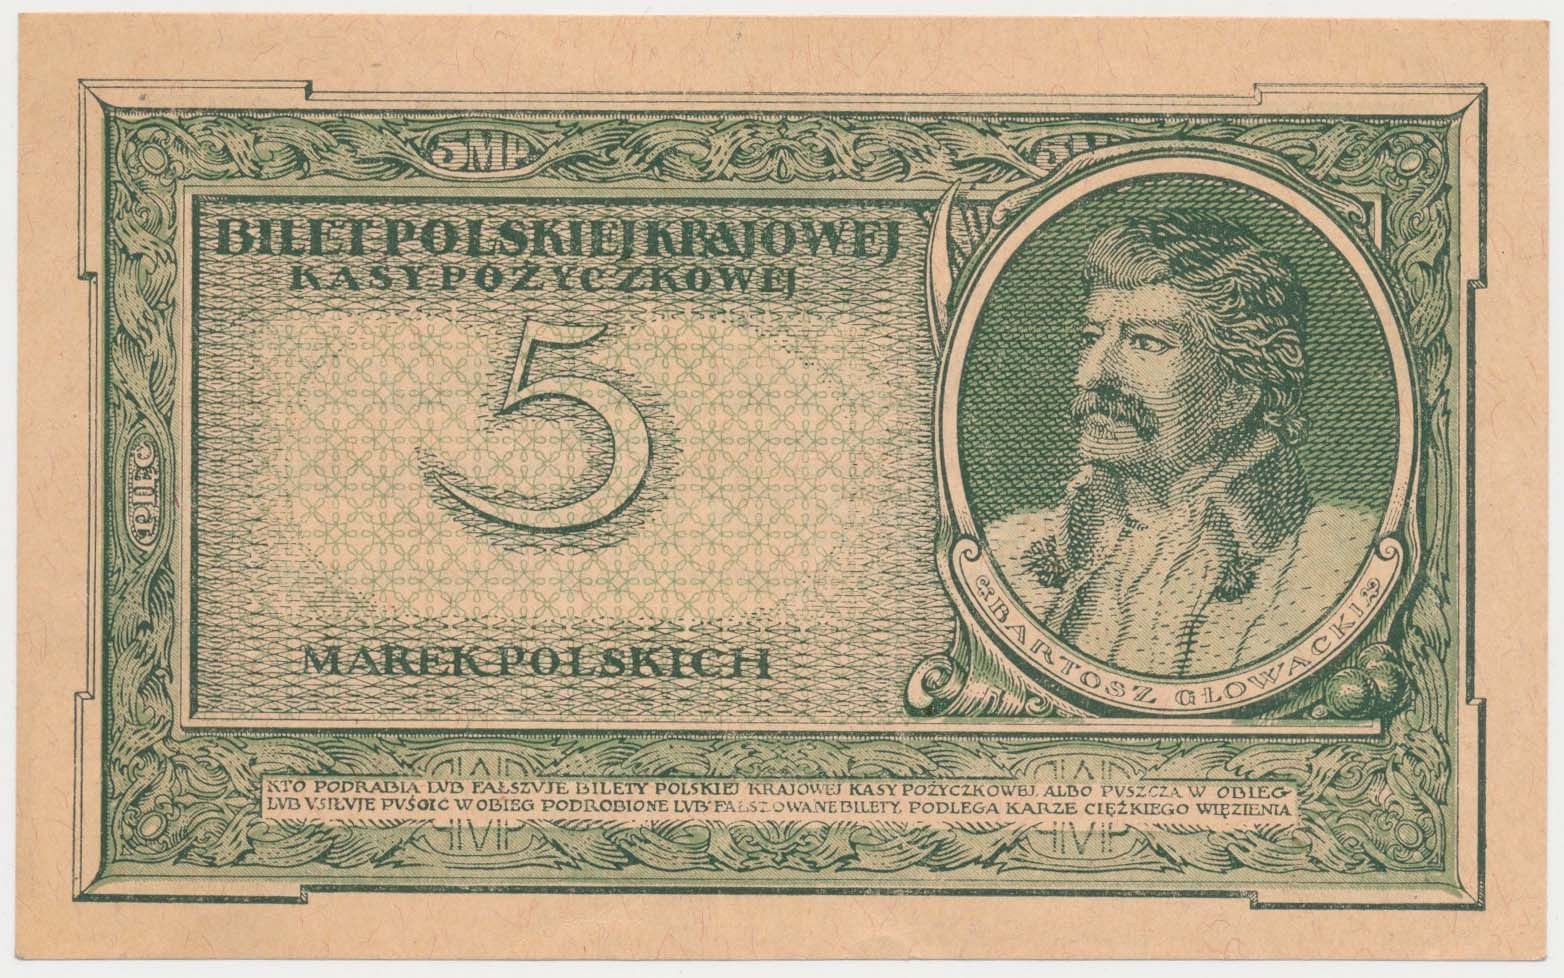 5MP.
BILET POLSKIEJ KRAJOWEJ
KASY POŻYCZKOWEJ
5
PIĘĆ
MAREK POLSKICH
BARTOSZ GŁOWACKI
KTO PODRABIA LUB FAŁSZUJE BILETY POLSKIEJ KRAJOWEJ KASY POŻYCZKOWEJ, ALBO PUSZCZA W OBIEG
LUB USIŁUJE PUŚCIĆ W OBIEG PODROBIONE LUB FAŁSZOWANE BILETY, PODLEGA KARZE CIĘŻKIEGO WIĘZIENIA